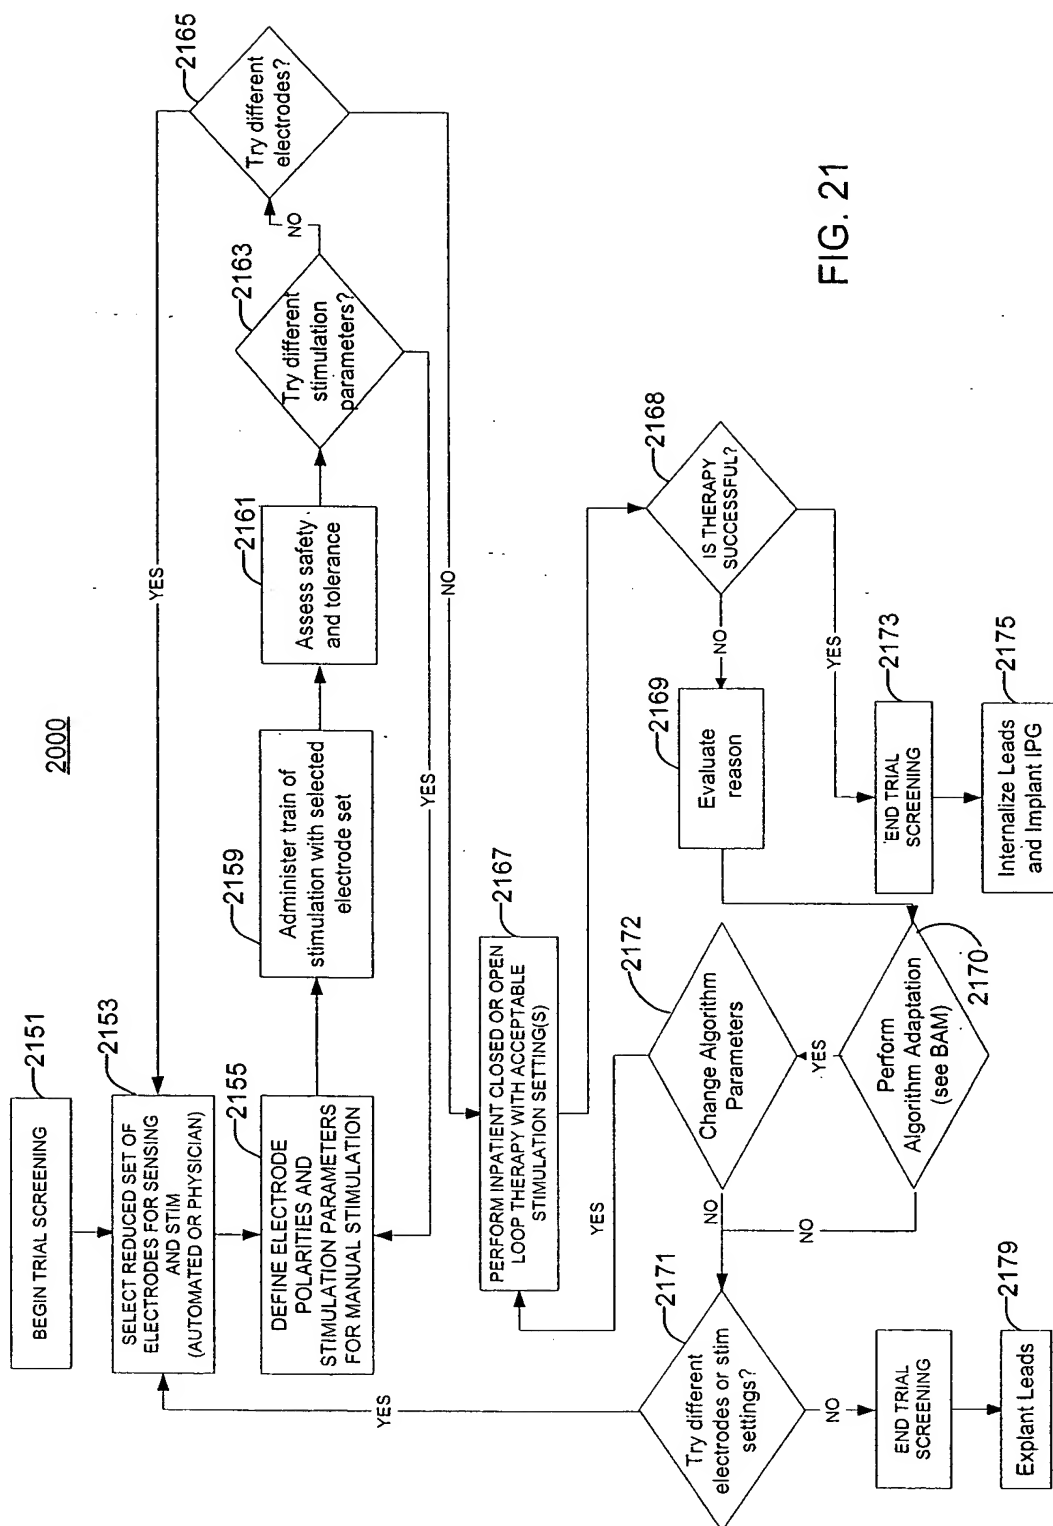 2000
2151
BEGIN TRIAL SCREENING
2153
SELECT REDUCED SET OF
ELECTRODES FOR SENSING
AND STIM
(AUTOMATED OR PHYSICIAN)
2155
DEFINE ELECTRODE
POLARITIES AND
STIMULATION PARAMETERS
FOR MANUAL STIMULATION
2159
Administer train of
stimulation with selected
electrode set
2161
Assess safety
and tolerance
2163
Try different
stimulation
parameters?
NO
YES
2165
Try different
electrodes?
YES
NO
2167
PERFORM INPATIENT CLOSED OR OPEN
LOOP THERAPY WITH ACCEPTABLE
STIMULATION SETTING(S)
2168
IS THERAPY
SUCCESSFUL?
NO
YES
2169
Evaluate
reason
2170
Perform
Algorithm Adaptation
(see BAM)
YES
NO
2172
Change Algorithm
Parameters
YES
NO
2171
Try different
electrodes or stim
settings?
YES
NO
END TRIAL
SCREENING
2179
Explant Leads
2173
END TRIAL
SCREENING
2175
Internalize Leads
and Implant IPG
FIG. 21